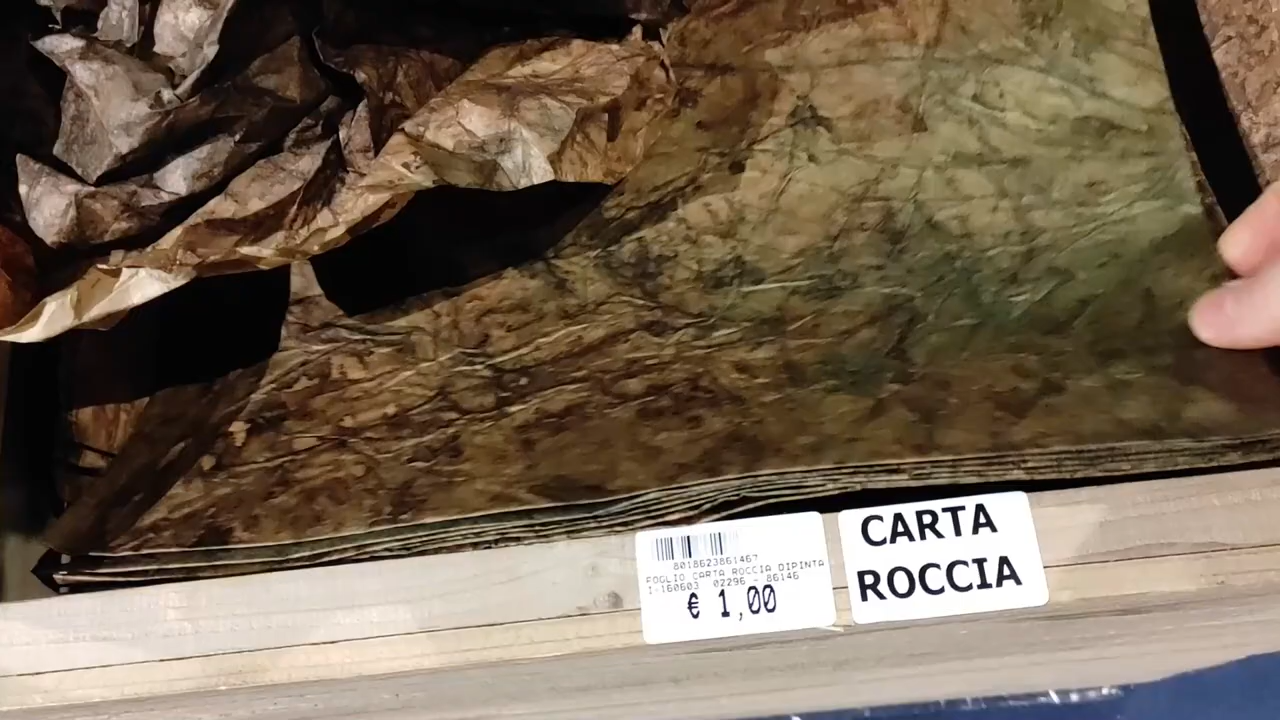 8018623861467
FOGLIO CARTA ROCCIA DIPINTA
I-160603 02296 - 86146
€ 1,00
CARTA
ROCCIA